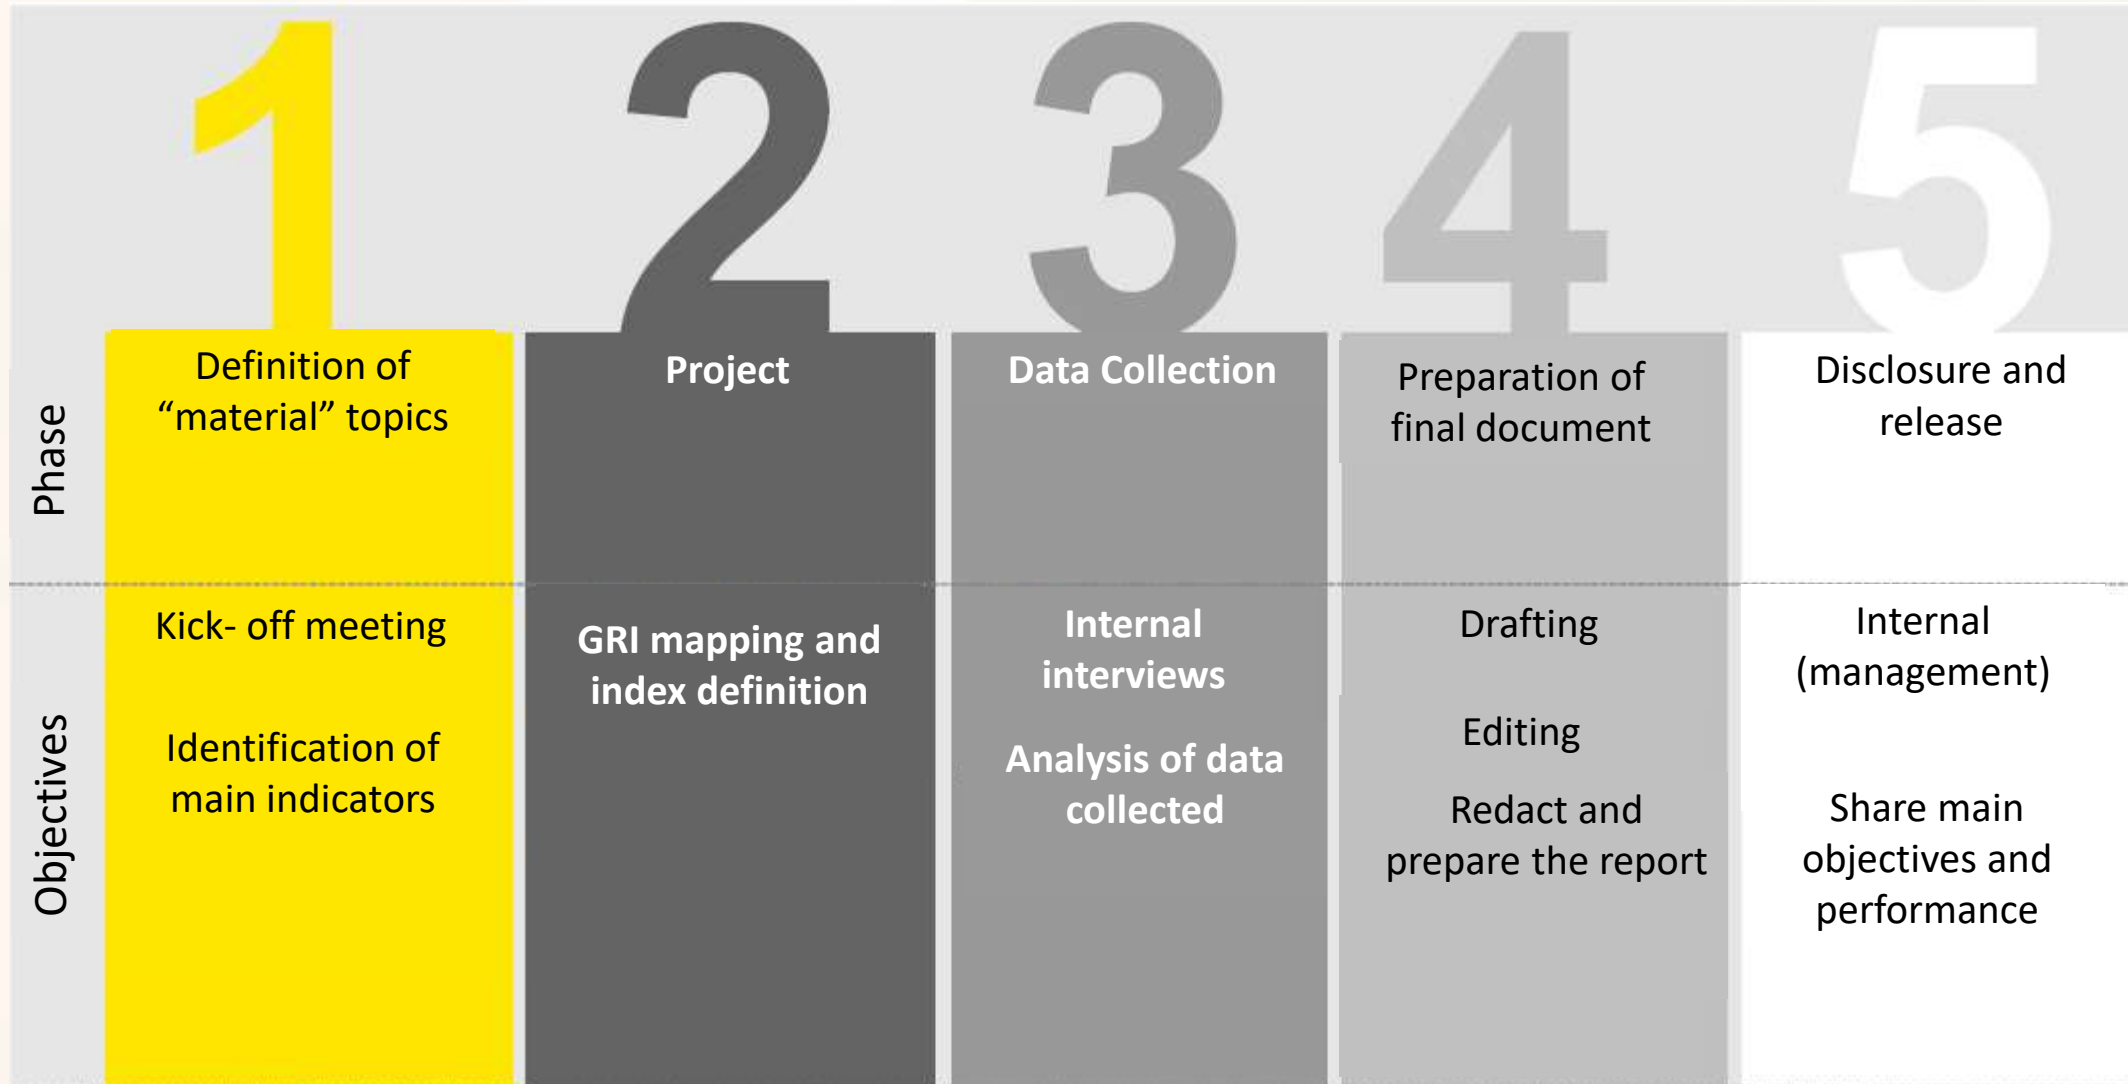 1
2
3
4
5
Phase
Definition of
“material” topics
Project
Data Collection
Preparation of
final document
Disclosure and
release
Objectives
Kick- off meeting
Identification of
main indicators
GRI mapping and
index definition
Internal
interviews
Analysis of data
collected
Drafting
Editing
Redact and
prepare the report
Internal
(management)
Share main
objectives and
performance